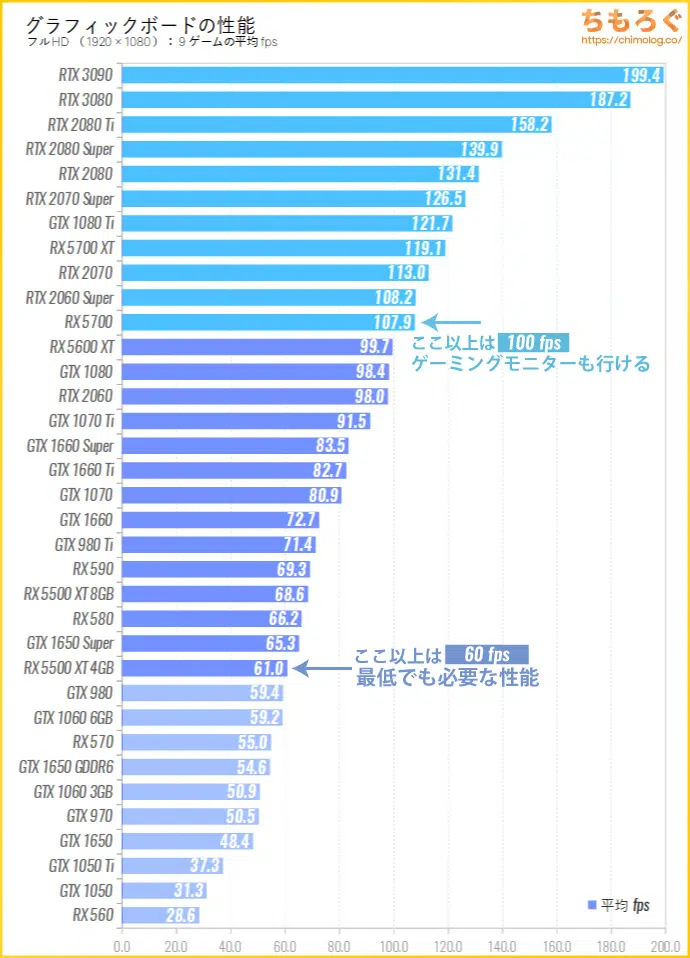 グラフィックボードの性能
フルHD (1920×1080) : 9ゲームの平均fps
ちもろぐ
https://chimolog.co/
RTX 3090 199.4
RTX 3080 187.2
RTX 2080 Ti 158.2
RTX 2080 Super 139.9
RTX 2080 131.4
RTX 2070 Super 126.5
GTX 1080 Ti 121.7
RX 5700 XT 119.1
RTX 2070 113.0
RTX 2060 Super 108.2
RX 5700 107.9
ここ以上は 100 fps
ゲーミングモニターも行ける
RX 5600 XT 99.7
GTX 1080 98.4
RTX 2060 98.0
GTX 1070 Ti 91.5
GTX 1660 Super 83.5
GTX 1660 Ti 82.7
GTX 1070 80.9
GTX 1660 72.7
GTX 980 Ti 71.4
RX 590 69.3
RX 5500 XT 8GB 68.6
RX 580 66.2
GTX 1650 Super 65.3
RX 5500 XT 4GB 61.0
ここ以上は 60 fps
最低でも必要な性能
GTX 980 59.4
GTX 1060 6GB 59.2
RX 570 55.0
GTX 1650 GDDR6 54.6
GTX 1060 3GB 50.9
GTX 970 50.5
GTX 1650 48.4
GTX 1050 Ti 37.3
GTX 1050 31.3
RX 560 28.6
平均 fps
0.0 20.0 40.0 60.0 80.0 100.0 120.0 140.0 160.0 180.0 200.0